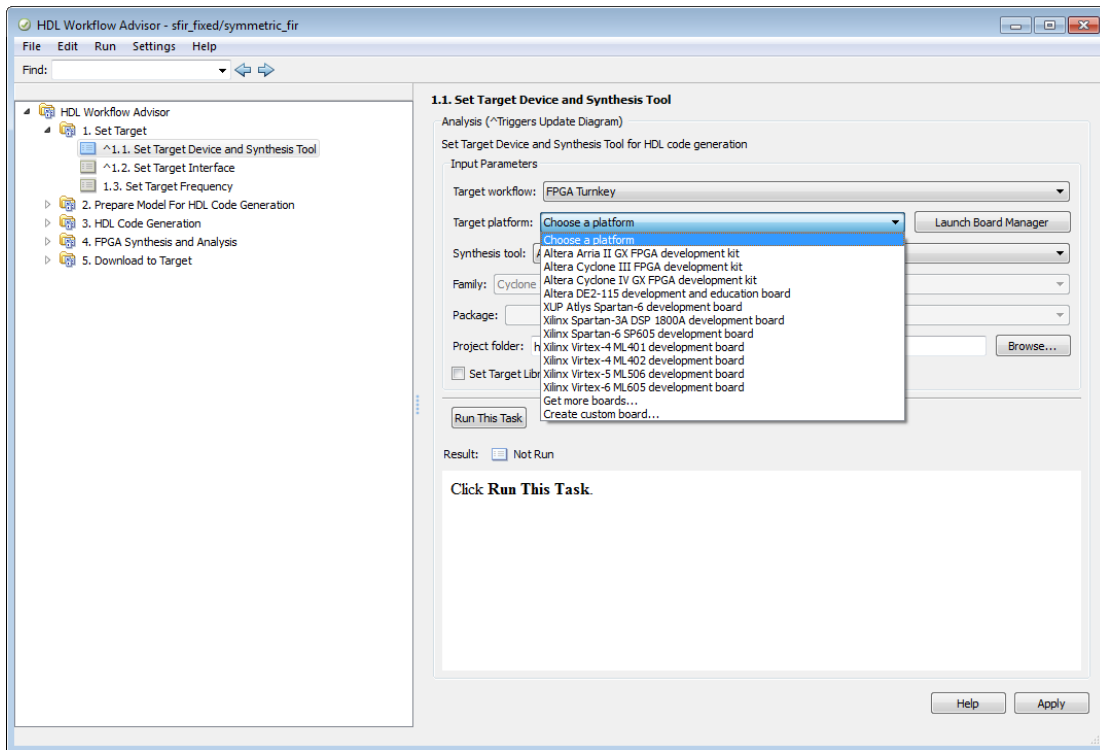 HDL Workflow Advisor - sfir_fixed/symmetric_fir
File Edit Run Settings Help
Find:
HDL Workflow Advisor
1. Set Target
^1.1. Set Target Device and Synthesis Tool
^1.2. Set Target Interface
1.3. Set Target Frequency
2. Prepare Model For HDL Code Generation
3. HDL Code Generation
4. FPGA Synthesis and Analysis
5. Download to Target
1.1. Set Target Device and Synthesis Tool
Analysis (^Triggers Update Diagram)
Set Target Device and Synthesis Tool for HDL code generation
Input Parameters
Target workflow: FPGA Turnkey
Target platform: Choose a platform Launch Board Manager
Choose a platform
Synthesis tool:
Altera Arria II GX FPGA development kit
Altera Cyclone III FPGA development kit
Family: Cyclone
Altera Cyclone IV GX FPGA development kit
Altera DE2-115 development and education board
XUP Atlys Spartan-6 development board
Package:
Xilinx Spartan-3A DSP 1800A development board
Xilinx Spartan-6 SP605 development board
Project folder: h Browse...
Xilinx Virtex-4 ML401 development board
Xilinx Virtex-4 ML402 development board
Set Target Libr
Xilinx Virtex-5 ML506 development board
Xilinx Virtex-6 ML605 development board
Get more boards...
Create custom board...
Run This Task
Result: Not Run
Click Run This Task.
Help Apply